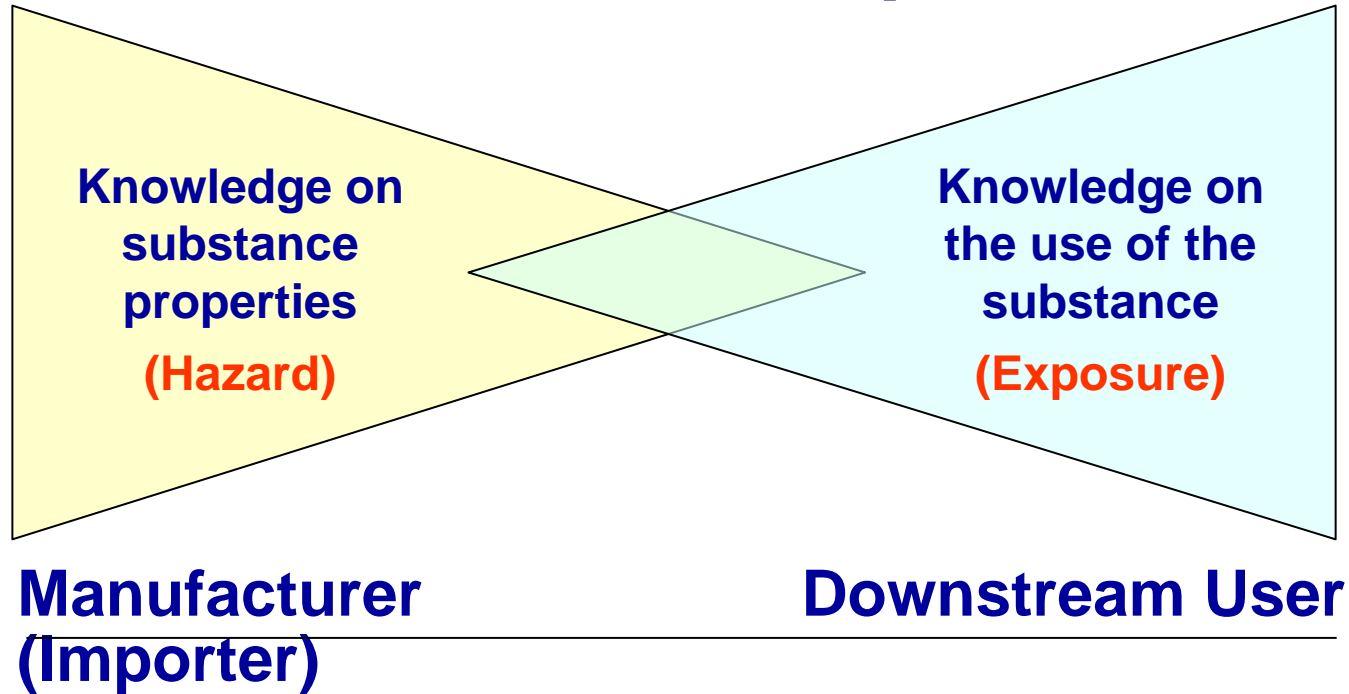 Knowledge on
substance
properties
(Hazard)
Knowledge on
the use of the
substance
(Exposure)
Manufacturer
(Importer)
Downstream User